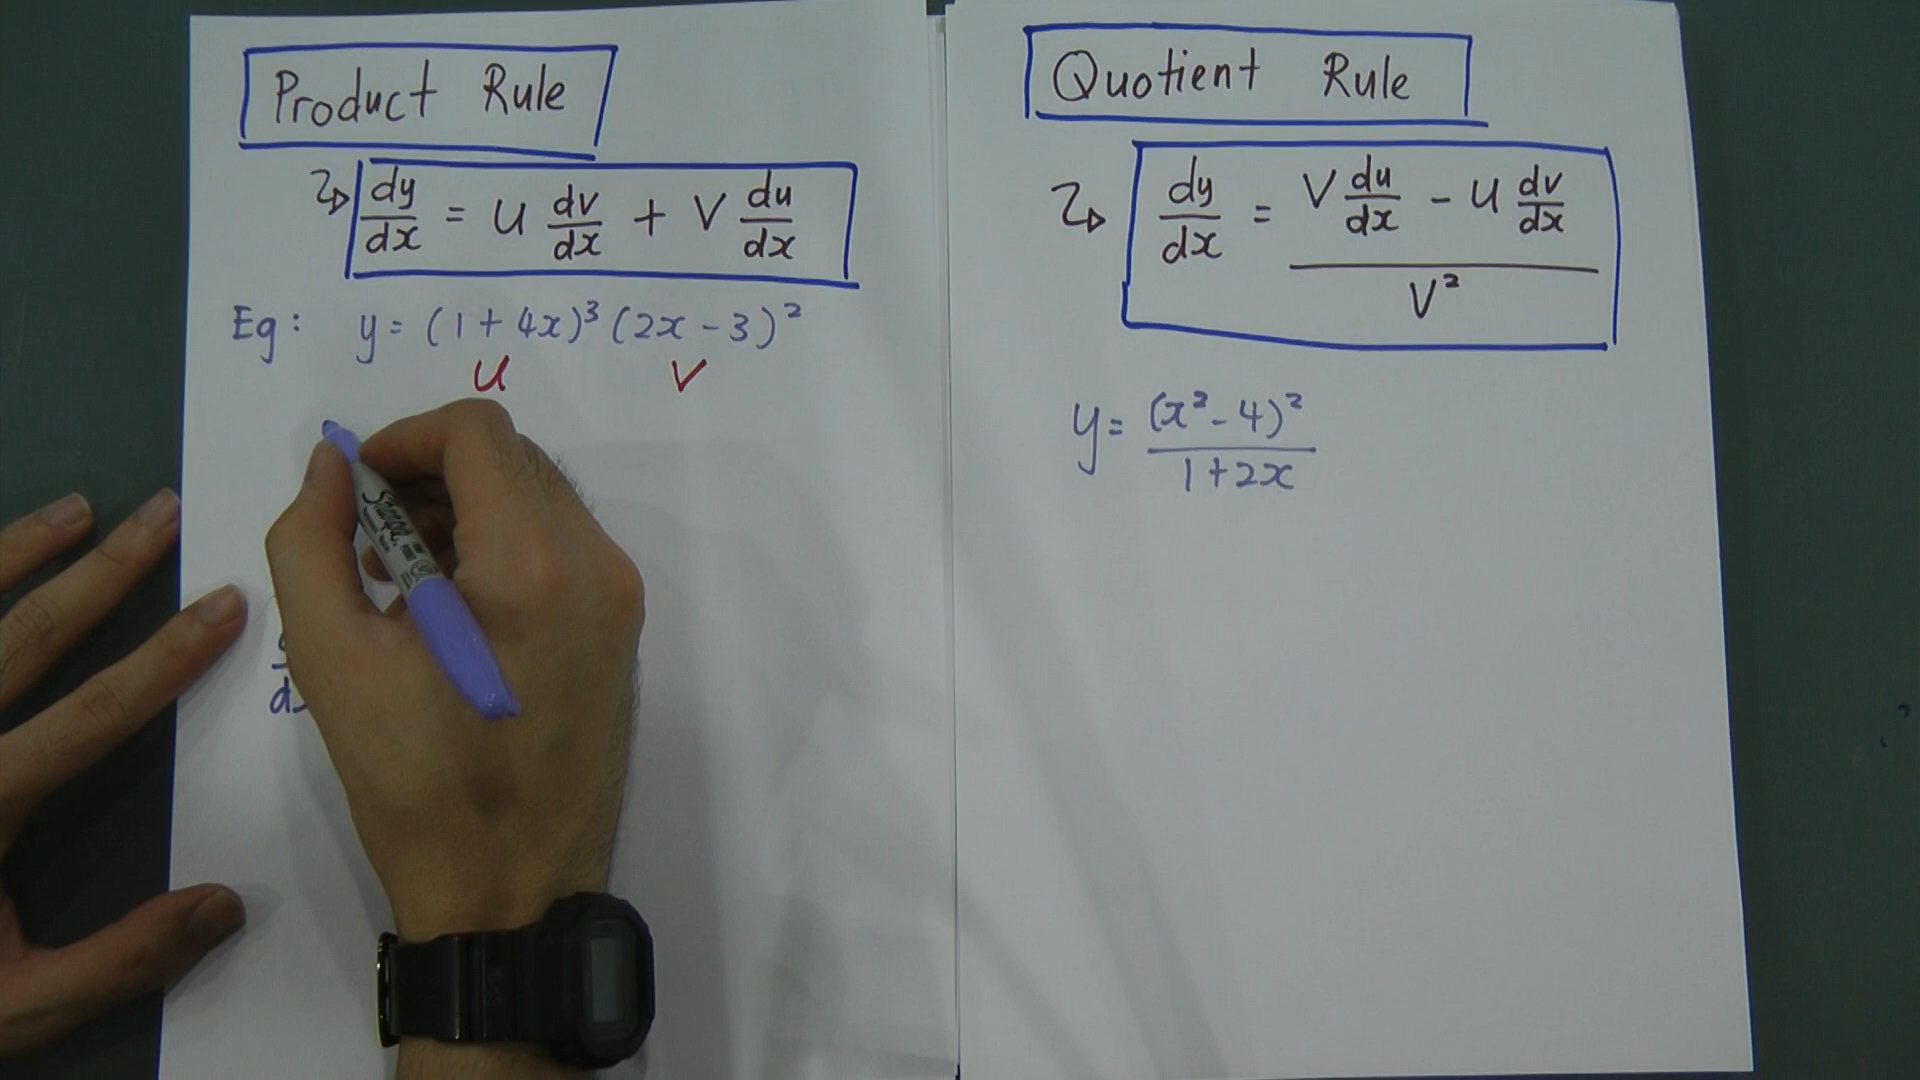 Product Rule
dy/dx = u dv/dx + v du/dx
Eg: y = (1 + 4x)³ (2x - 3)²
u v
Sharpie
d
Quotient Rule
dy/dx = (v du/dx - u dv/dx) / v²
y = (x² - 4)² / 1 + 2x